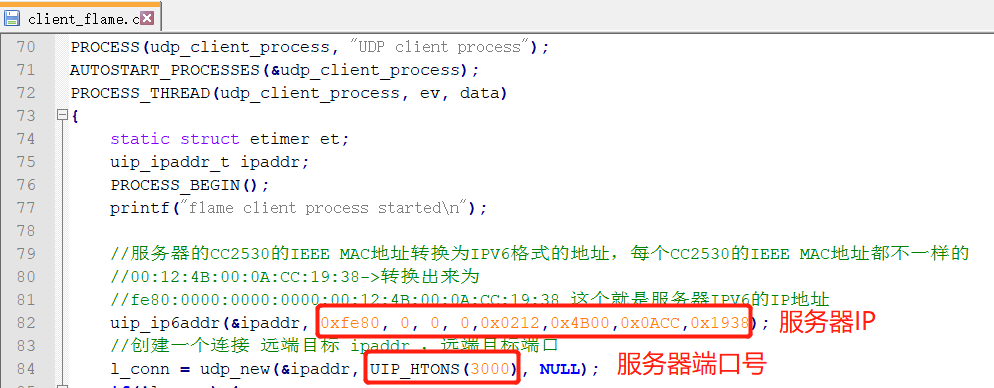 client_flame.c
70 PROCESS(udp_client_process, "UDP client process");
71 AUTOSTART_PROCESSES(&udp_client_process);
72 PROCESS_THREAD(udp_client_process, ev, data)
73 {
74 static struct etimer et;
75 uip_ipaddr_t ipaddr;
76 PROCESS_BEGIN();
77 printf("flame client process started\n");
78
79 //服务器的CC2530的IEEE MAC地址转换为IPV6格式的地址，每个CC2530的IEEE MAC地址都不一样的
80 //00:12:4B:00:0A:CC:19:38->转换出来为
81 //fe80:0000:0000:0000:00:12:4B:00:0A:CC:19:38 这个就是服务器IPV6的IP地址
82 uip_ip6addr(&ipaddr, 0xfe80, 0, 0, 0,0x0212,0x4B00,0x0ACC,0x1938); 服务器IP
83 //创建一个连接 远端目标 ipaddr ，远端目标端口
服务器端口号
84 l_conn = udp_new(&ipaddr, UIP_HTONS(3000), NULL);